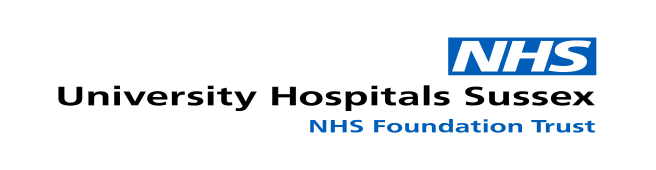 NHS
University Hospitals Sussex
NHS Foundation Trust